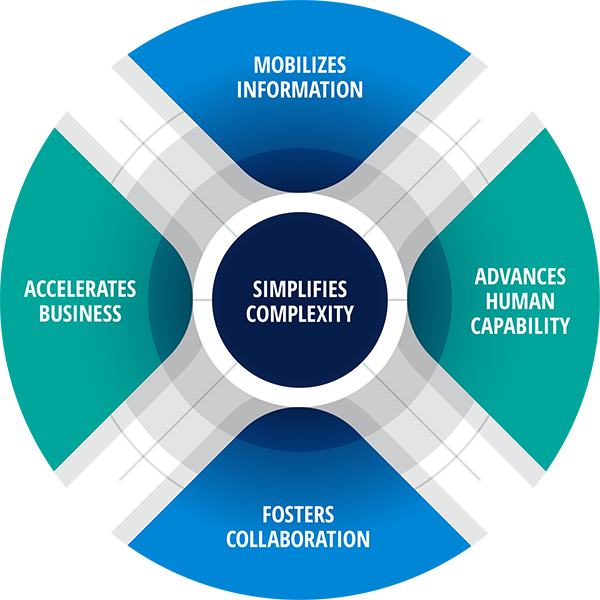 MOBILIZES
INFORMATION
ACCELERATES
BUSINESS
SIMPLIFIES
COMPLEXITY
ADVANCES
HUMAN
CAPABILITY
FOSTERS
COLLABORATION